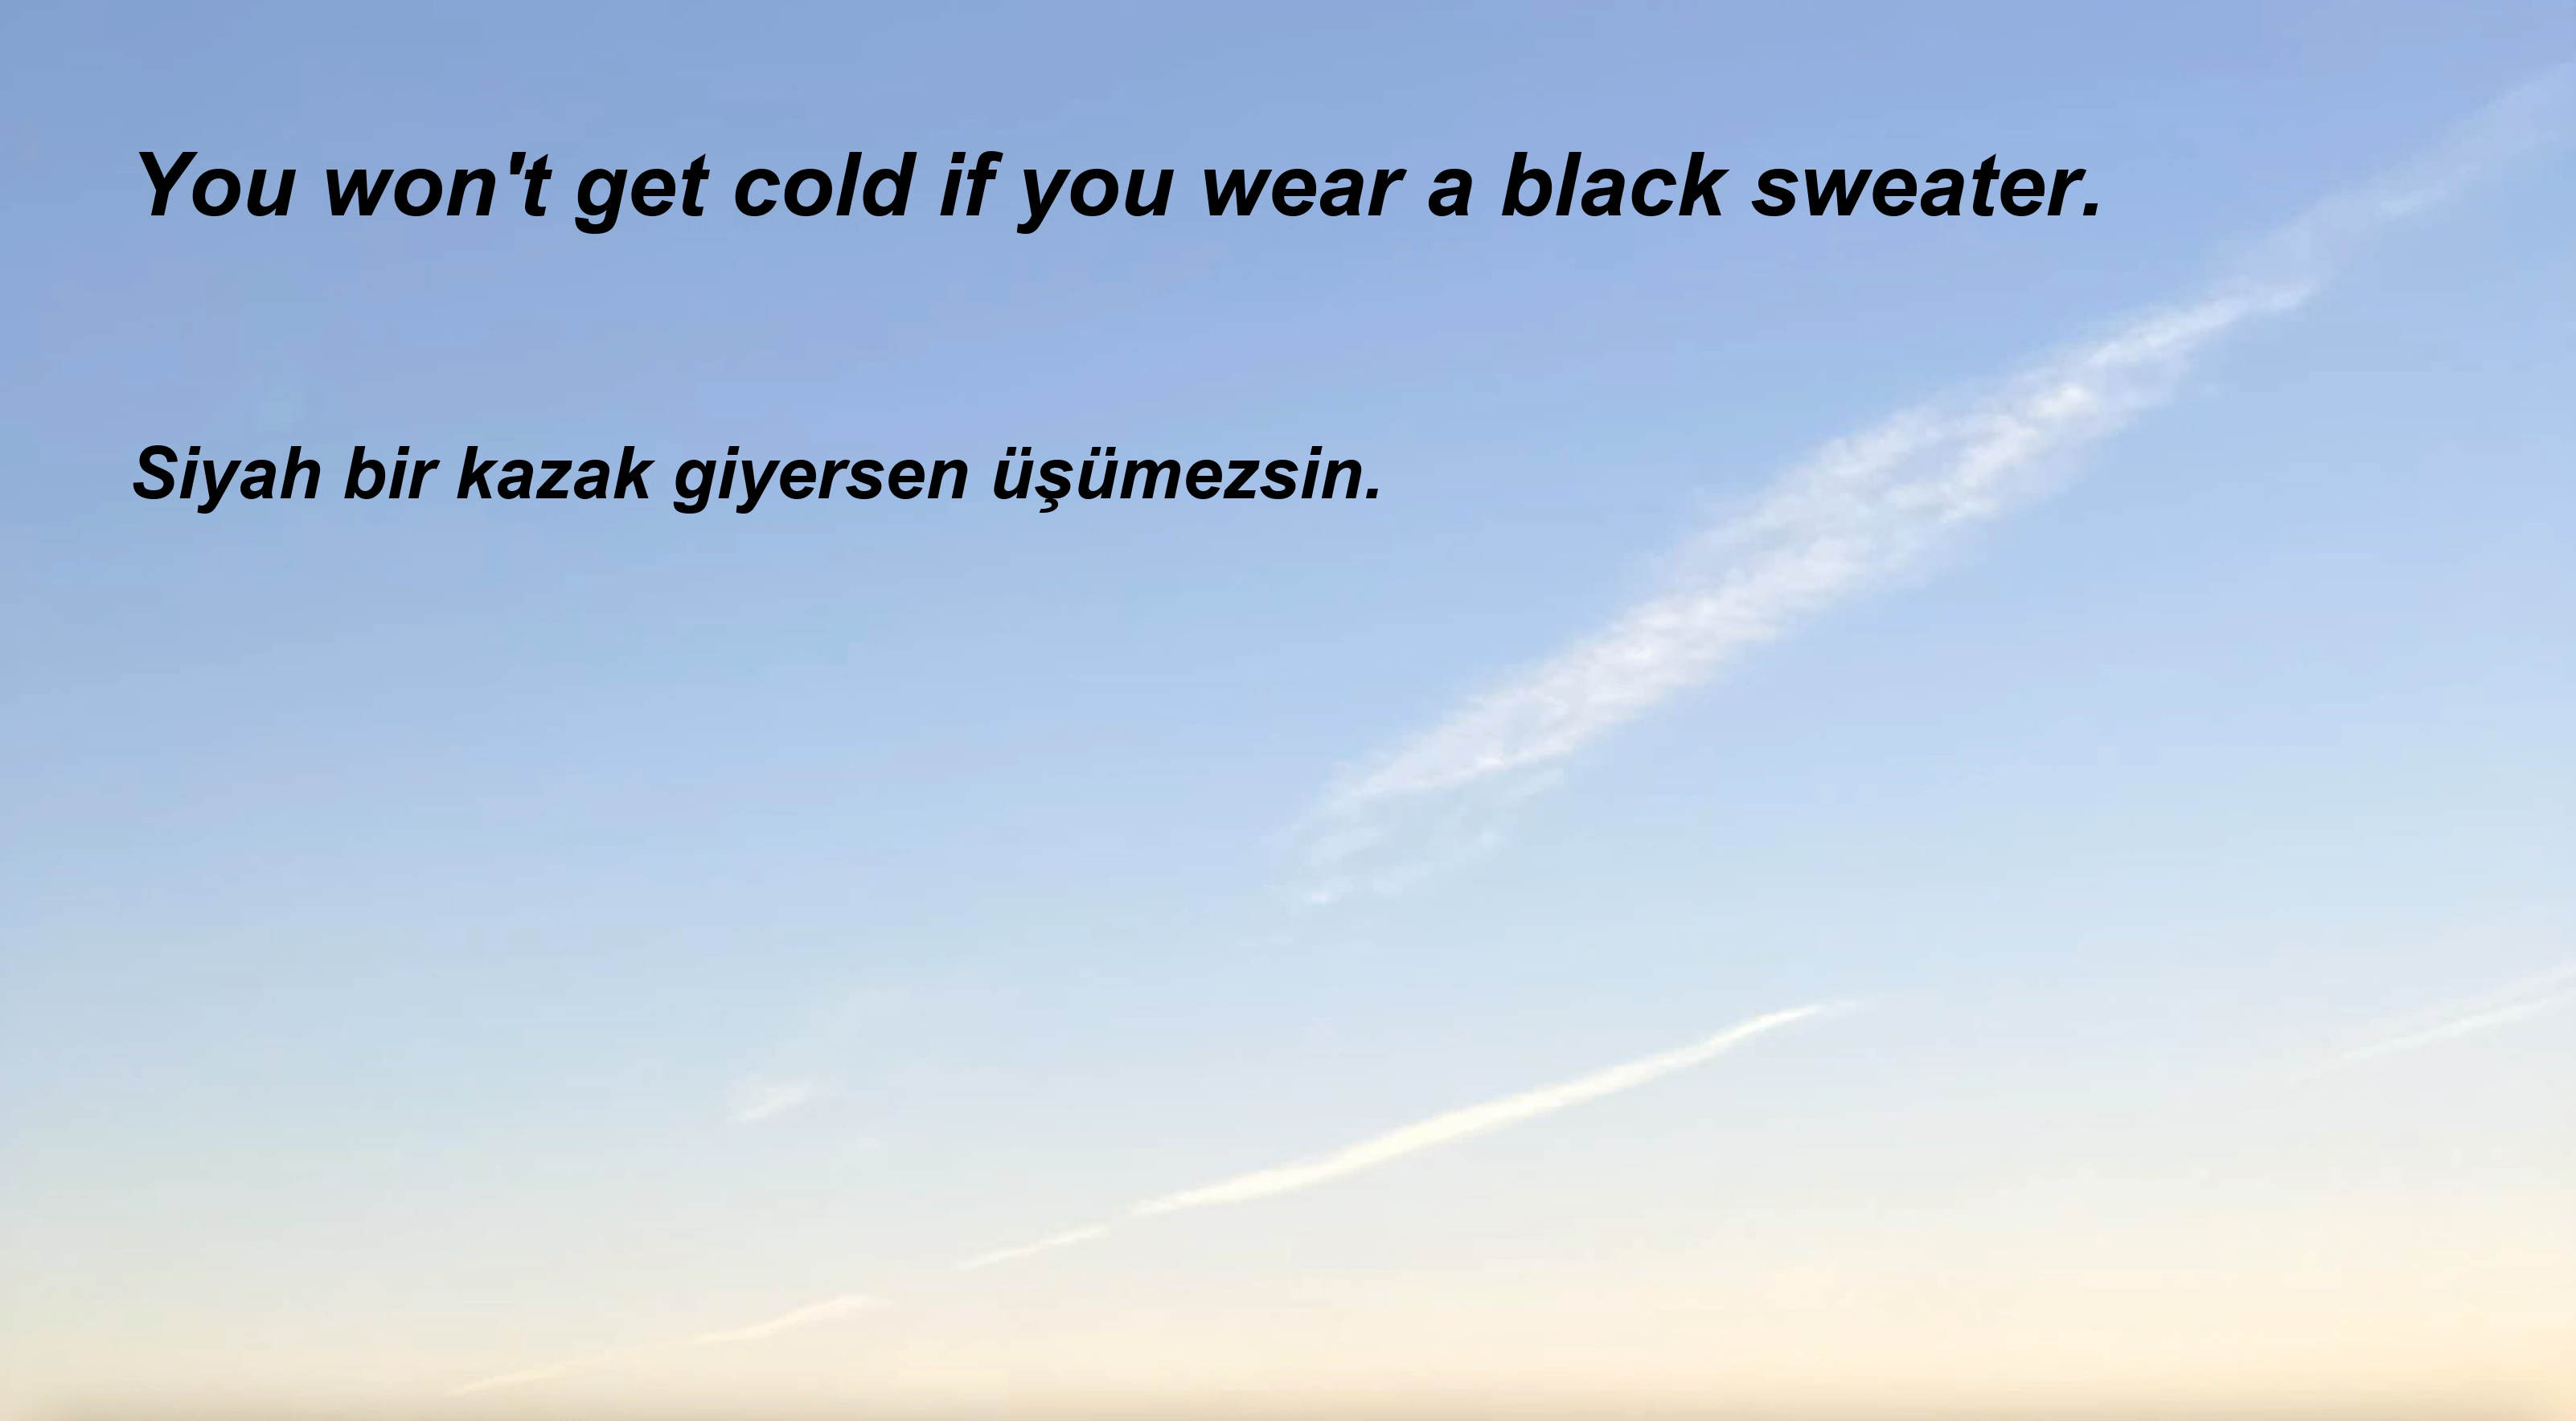 You won't get cold if you wear a black sweater.
Siyah bir kazak giyersen üşümezsin.